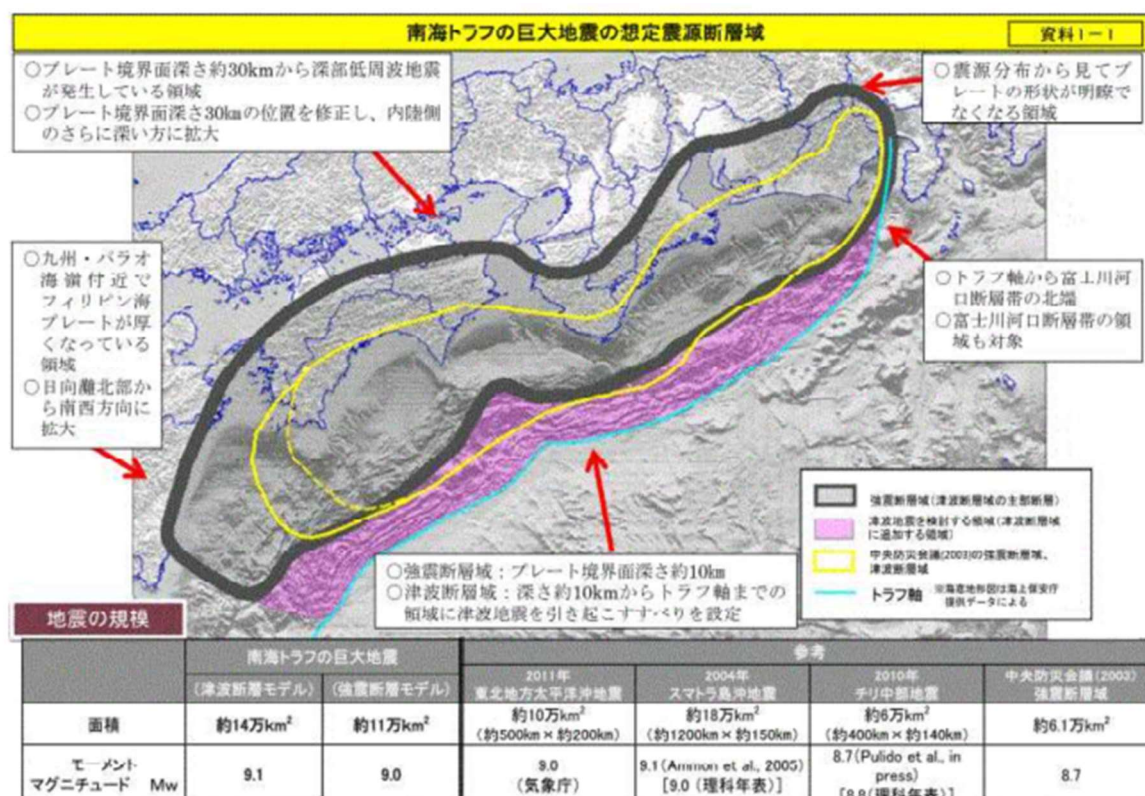 南海トラフの巨大地震の想定震源断層域
資料1-1
○プレート境界面深さ約30kmから深部低周波地震
が発生している領域
○プレート境界面深さ30kmの位置を修正し、内陸側
のさらに深い方に拡大
○震源分布から見てプ
レートの形状が明瞭で
なくなる領域
○九州・パラオ
海嶺付近で
フィリピン海
プレートが厚
くなっている
領域
○日向灘北部か
ら南西方向に
拡大
○トラフ軸から富士川河
口断層帯の北端
○富士川河口断層帯の領
域も対象
○強震断層域:プレート境界面深さ約10km
○津波断層域:深さ約10kmからトラフ軸までの
領域に津波地震を引き起こすすべりを設定
強震断層域(津波断層域の主部断層)
津波地震を検討する領域(津波断層域
に追加する領域)
中央防災会議(2003)の強震断層域、
津波断層域
トラフ軸
※海底地形図は海上保安庁
提供データによる
地震の規模
南海トラフの巨大地震
参考
(津波断層モデル)
(強震断層モデル)
2011年
東北地方太平洋沖地震
2004年
スマトラ島沖地震
2010年
チリ中部地震
中央防災会議(2003)
強震断層域
面積
約14万km²
約11万km²
約10万km²
(約500km×約200km)
約18万km²
(約1200km×約150km)
約6万km²
(約400km×約140km)
約6.1万km²
モーメント
マグニチュード Mw
9.1
9.0
9.0
(気象庁)
9.1(Ammon et al., 2005)
[9.0 (理科年表)]
8.7(Pulido et al., in
press)
[8.8(理科年表)]
8.7